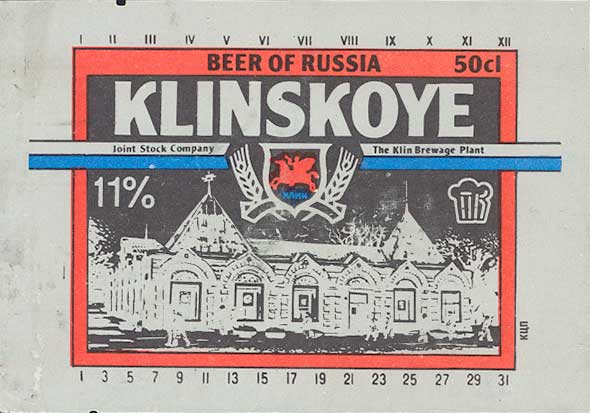 I II III IV V VI VII VIII IX X XI XII
BEER OF RUSSIA 50cl
KLINSKOYE
Joint Stock Company The Klin Brewage Plant
КЛИН
11%
КЦП
1 3 5 7 9 11 13 15 17 19 21 23 25 27 29 31